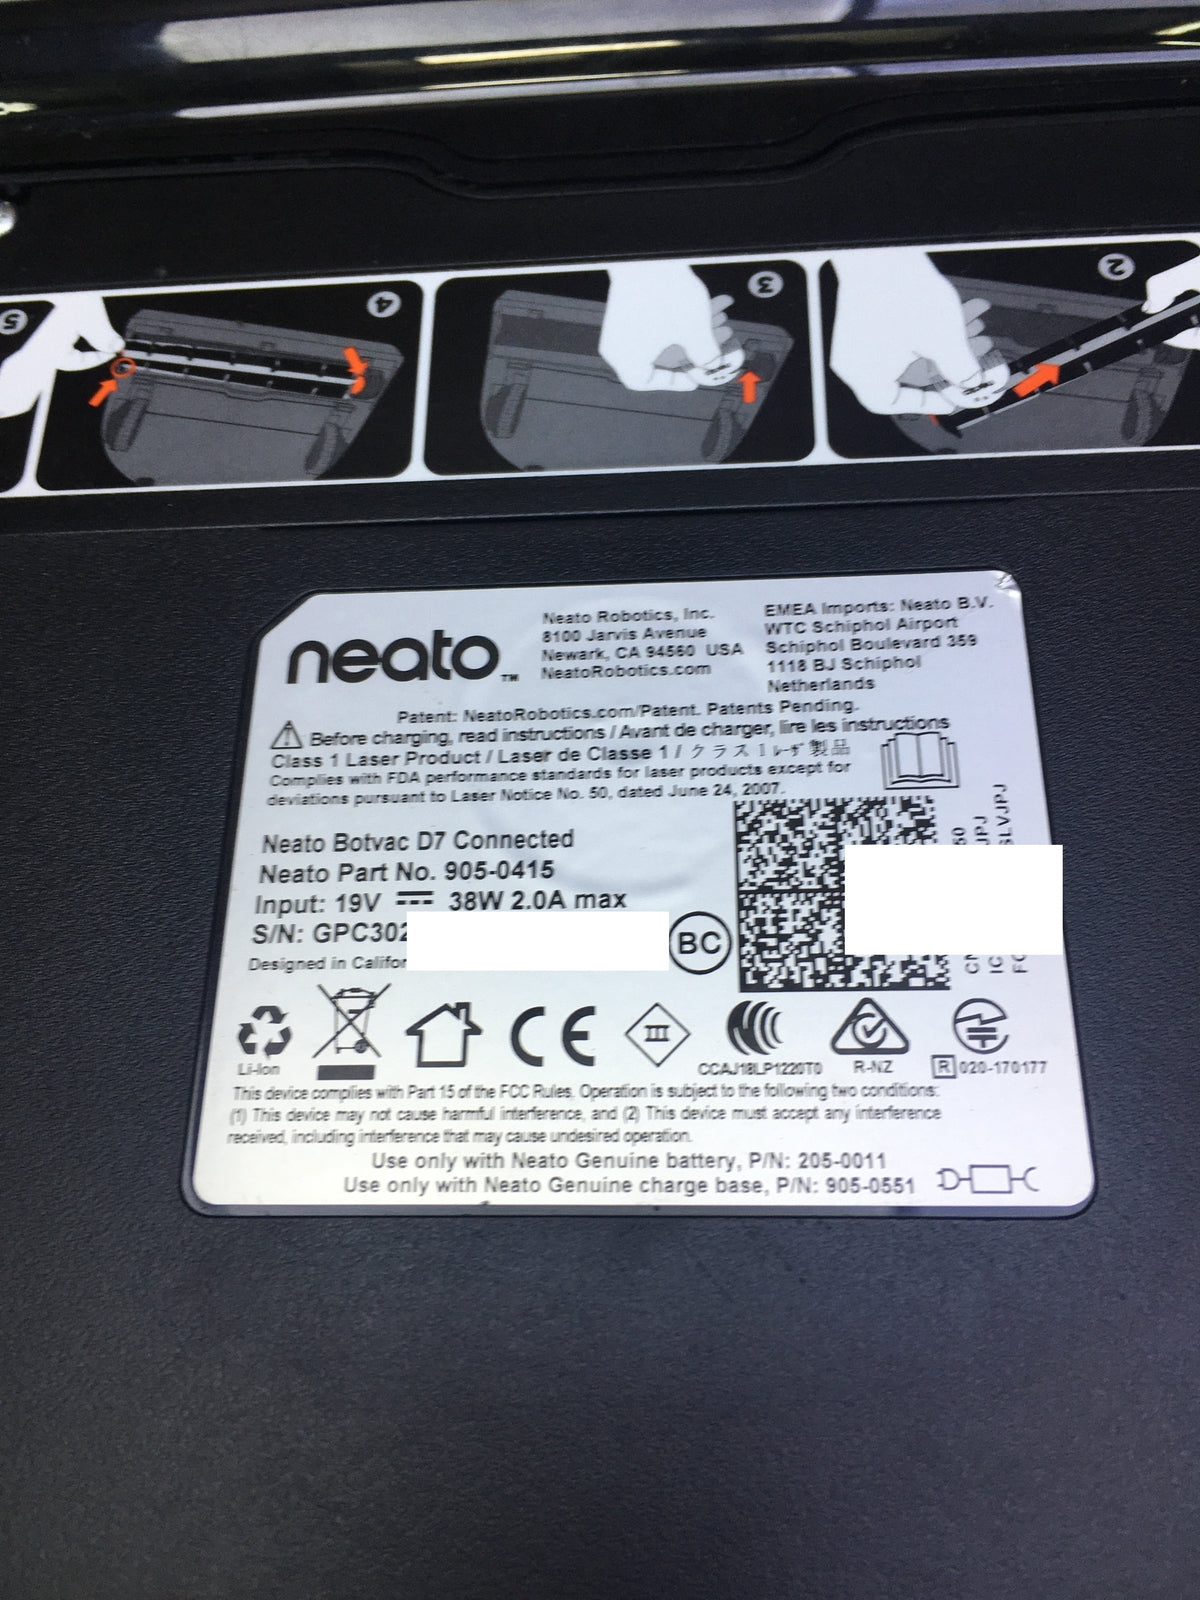 5
4
3
2
neato™
Neato Robotics, Inc.
8100 Jarvis Avenue
Newark, CA 94560 USA
NeatoRobotics.com
EMEA Imports: Neato B.V.
WTC Schiphol Airport
Schiphol Boulevard 359
1118 BJ Schiphol
Netherlands
Patent: NeatoRobotics.com/Patent. Patents Pending.
Before charging, read instructions / Avant de charger, lire les instructions
Class 1 Laser Product / Laser de Classe 1 / クラス 1 レーザ 製品
Complies with FDA performance standards for laser products except for
deviations pursuant to Laser Notice No. 50, dated June 24, 2007.
Neato Botvac D7 Connected
Neato Part No. 905-0415
Input: 19V 38W 2.0A max
S/N: GPC302
Designed in Califor
BC
Li-Ion
CE
III
CCAJ18LP1220T0
R-NZ
R 020-170177
This device complies with Part 15 of the FCC Rules. Operation is subject to the following two conditions:
(1) This device may not cause harmful interference, and (2) This device must accept any interference
received, including interference that may cause undesired operation.
Use only with Neato Genuine battery, P/N: 205-0011
Use only with Neato Genuine charge base, P/N: 905-0551